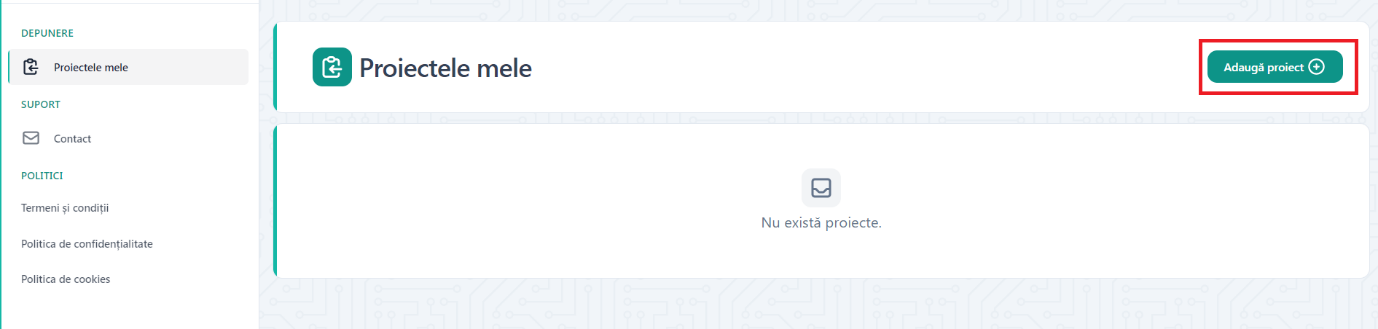 DEPUNERE
Proiectele mele
SUPORT
Contact
POLITICI
Termeni și condiții
Politica de confidențialitate
Politica de cookies
Proiectele mele
Adaugă proiect
Nu există proiecte.